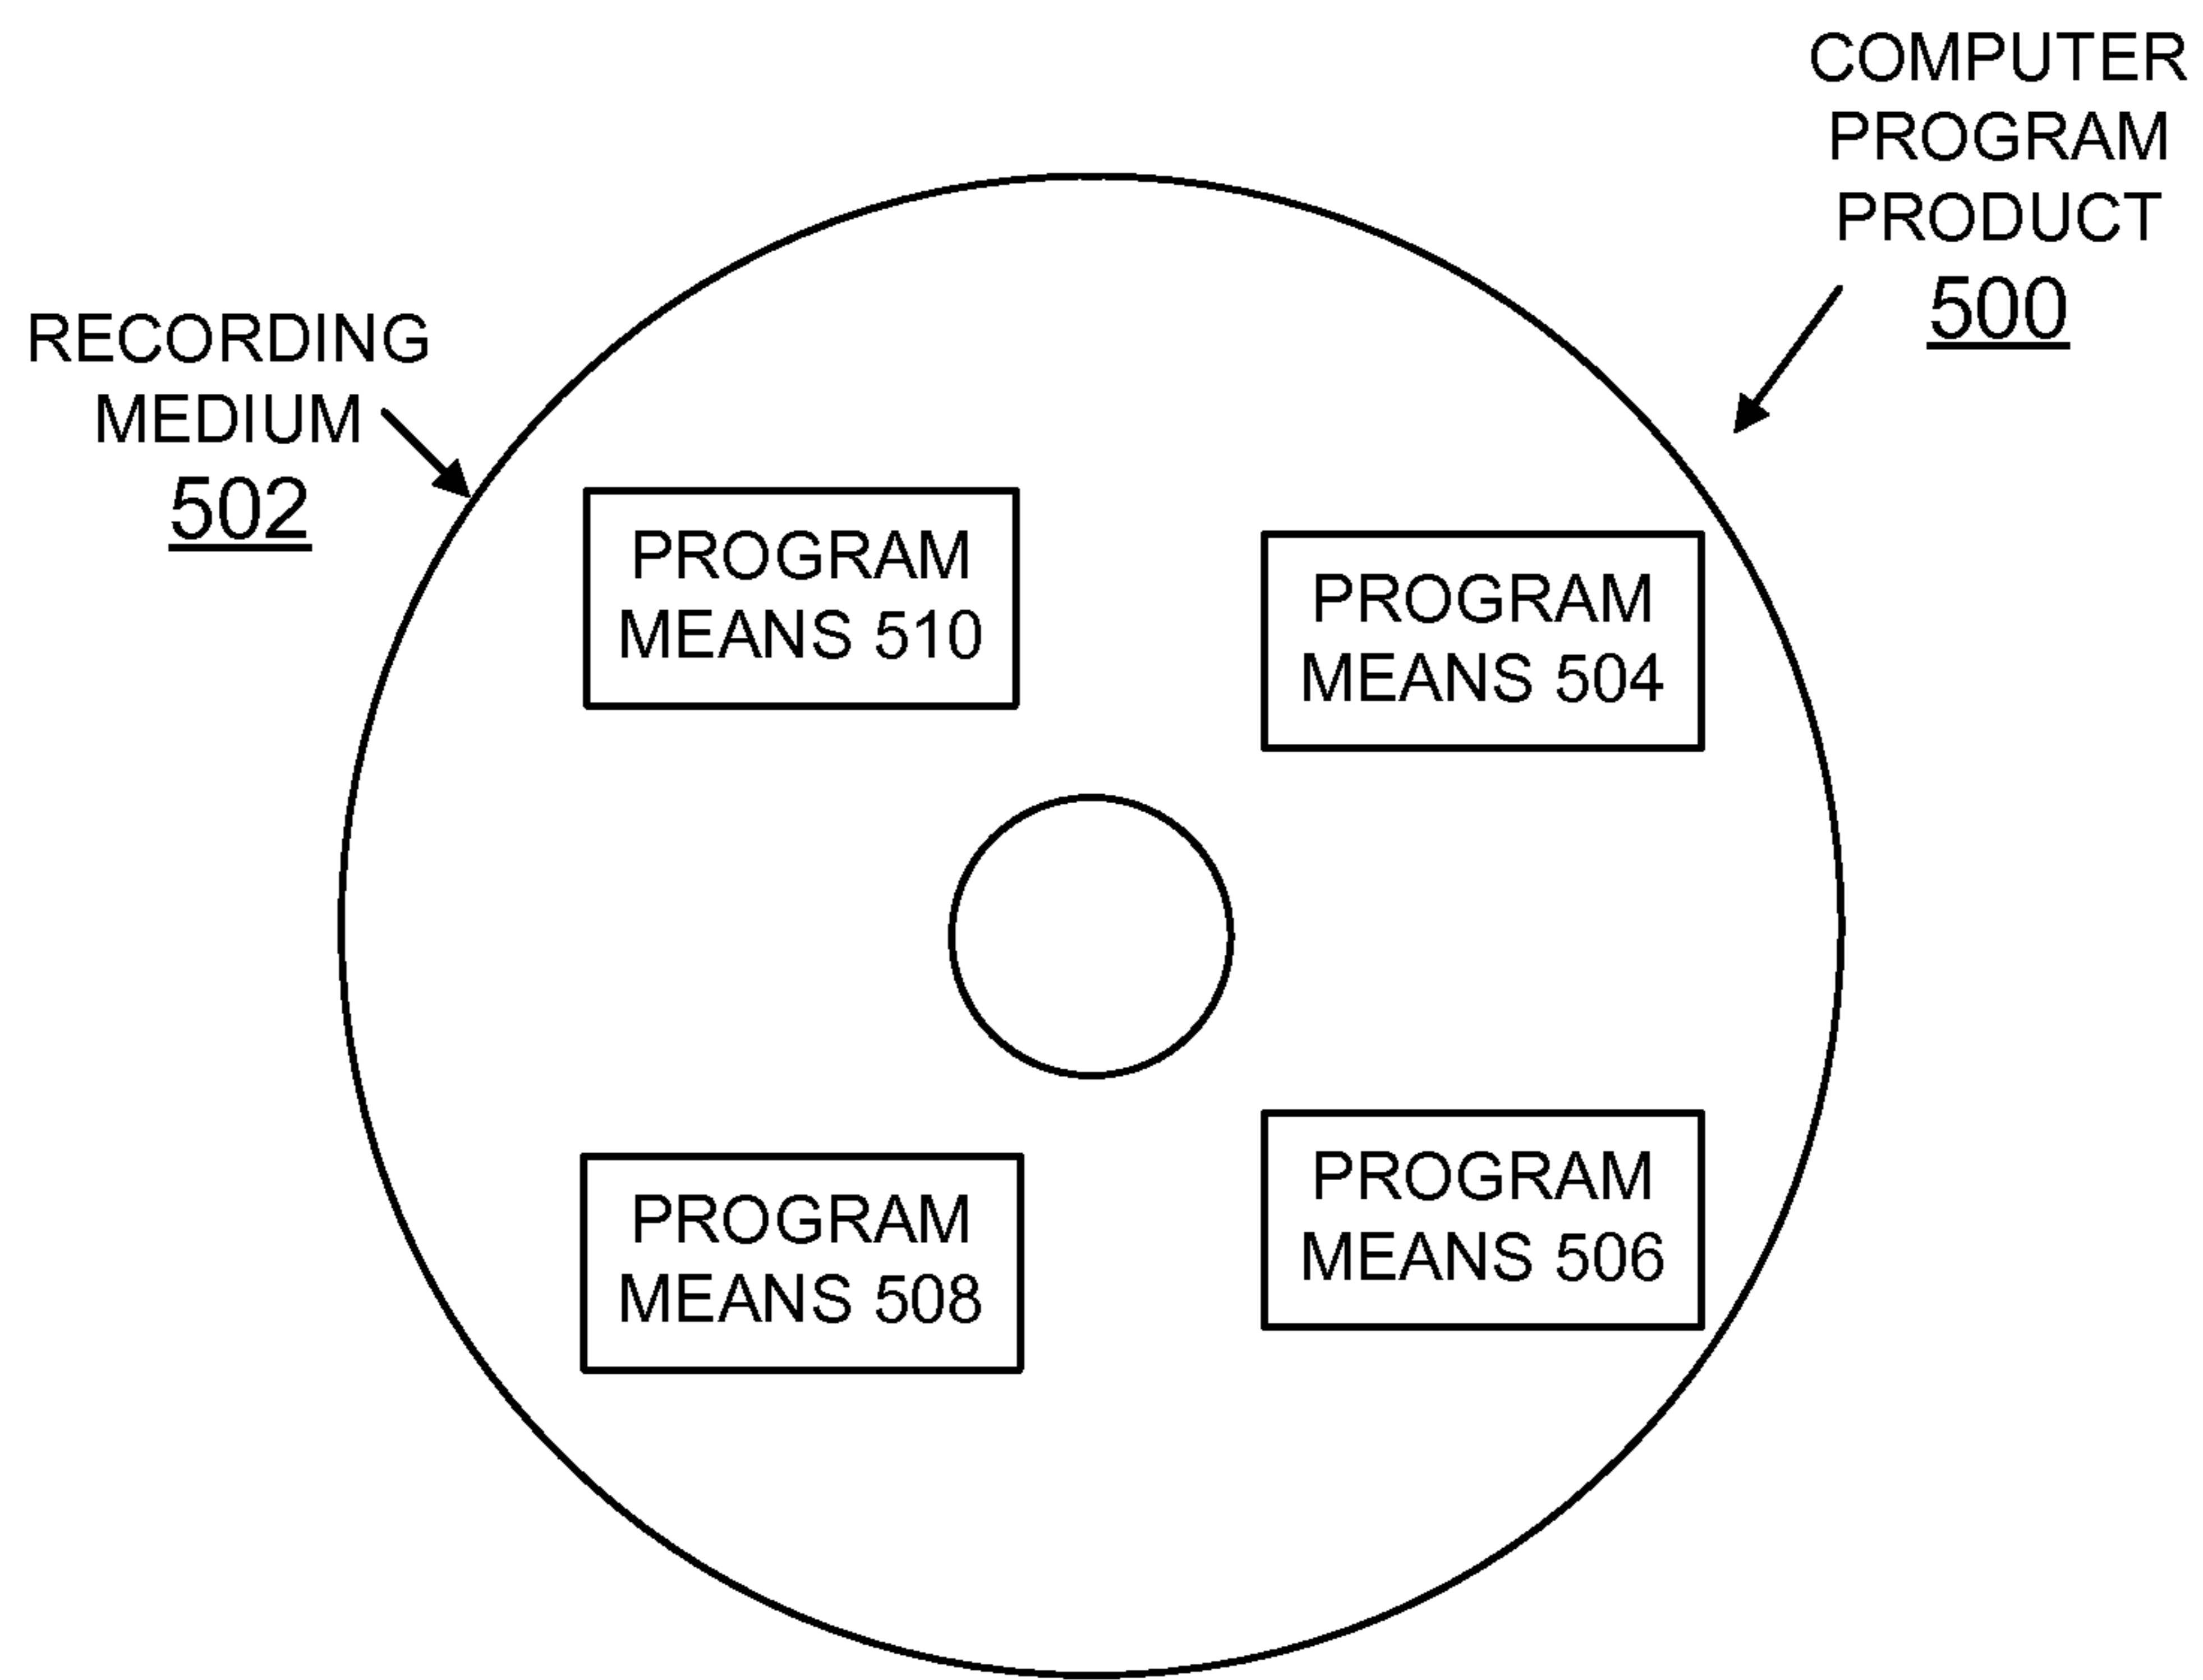 COMPUTER
PROGRAM
PRODUCT
500
RECORDING
MEDIUM
502
PROGRAM
MEANS 510
PROGRAM
MEANS 504
PROGRAM
MEANS 508
PROGRAM
MEANS 506